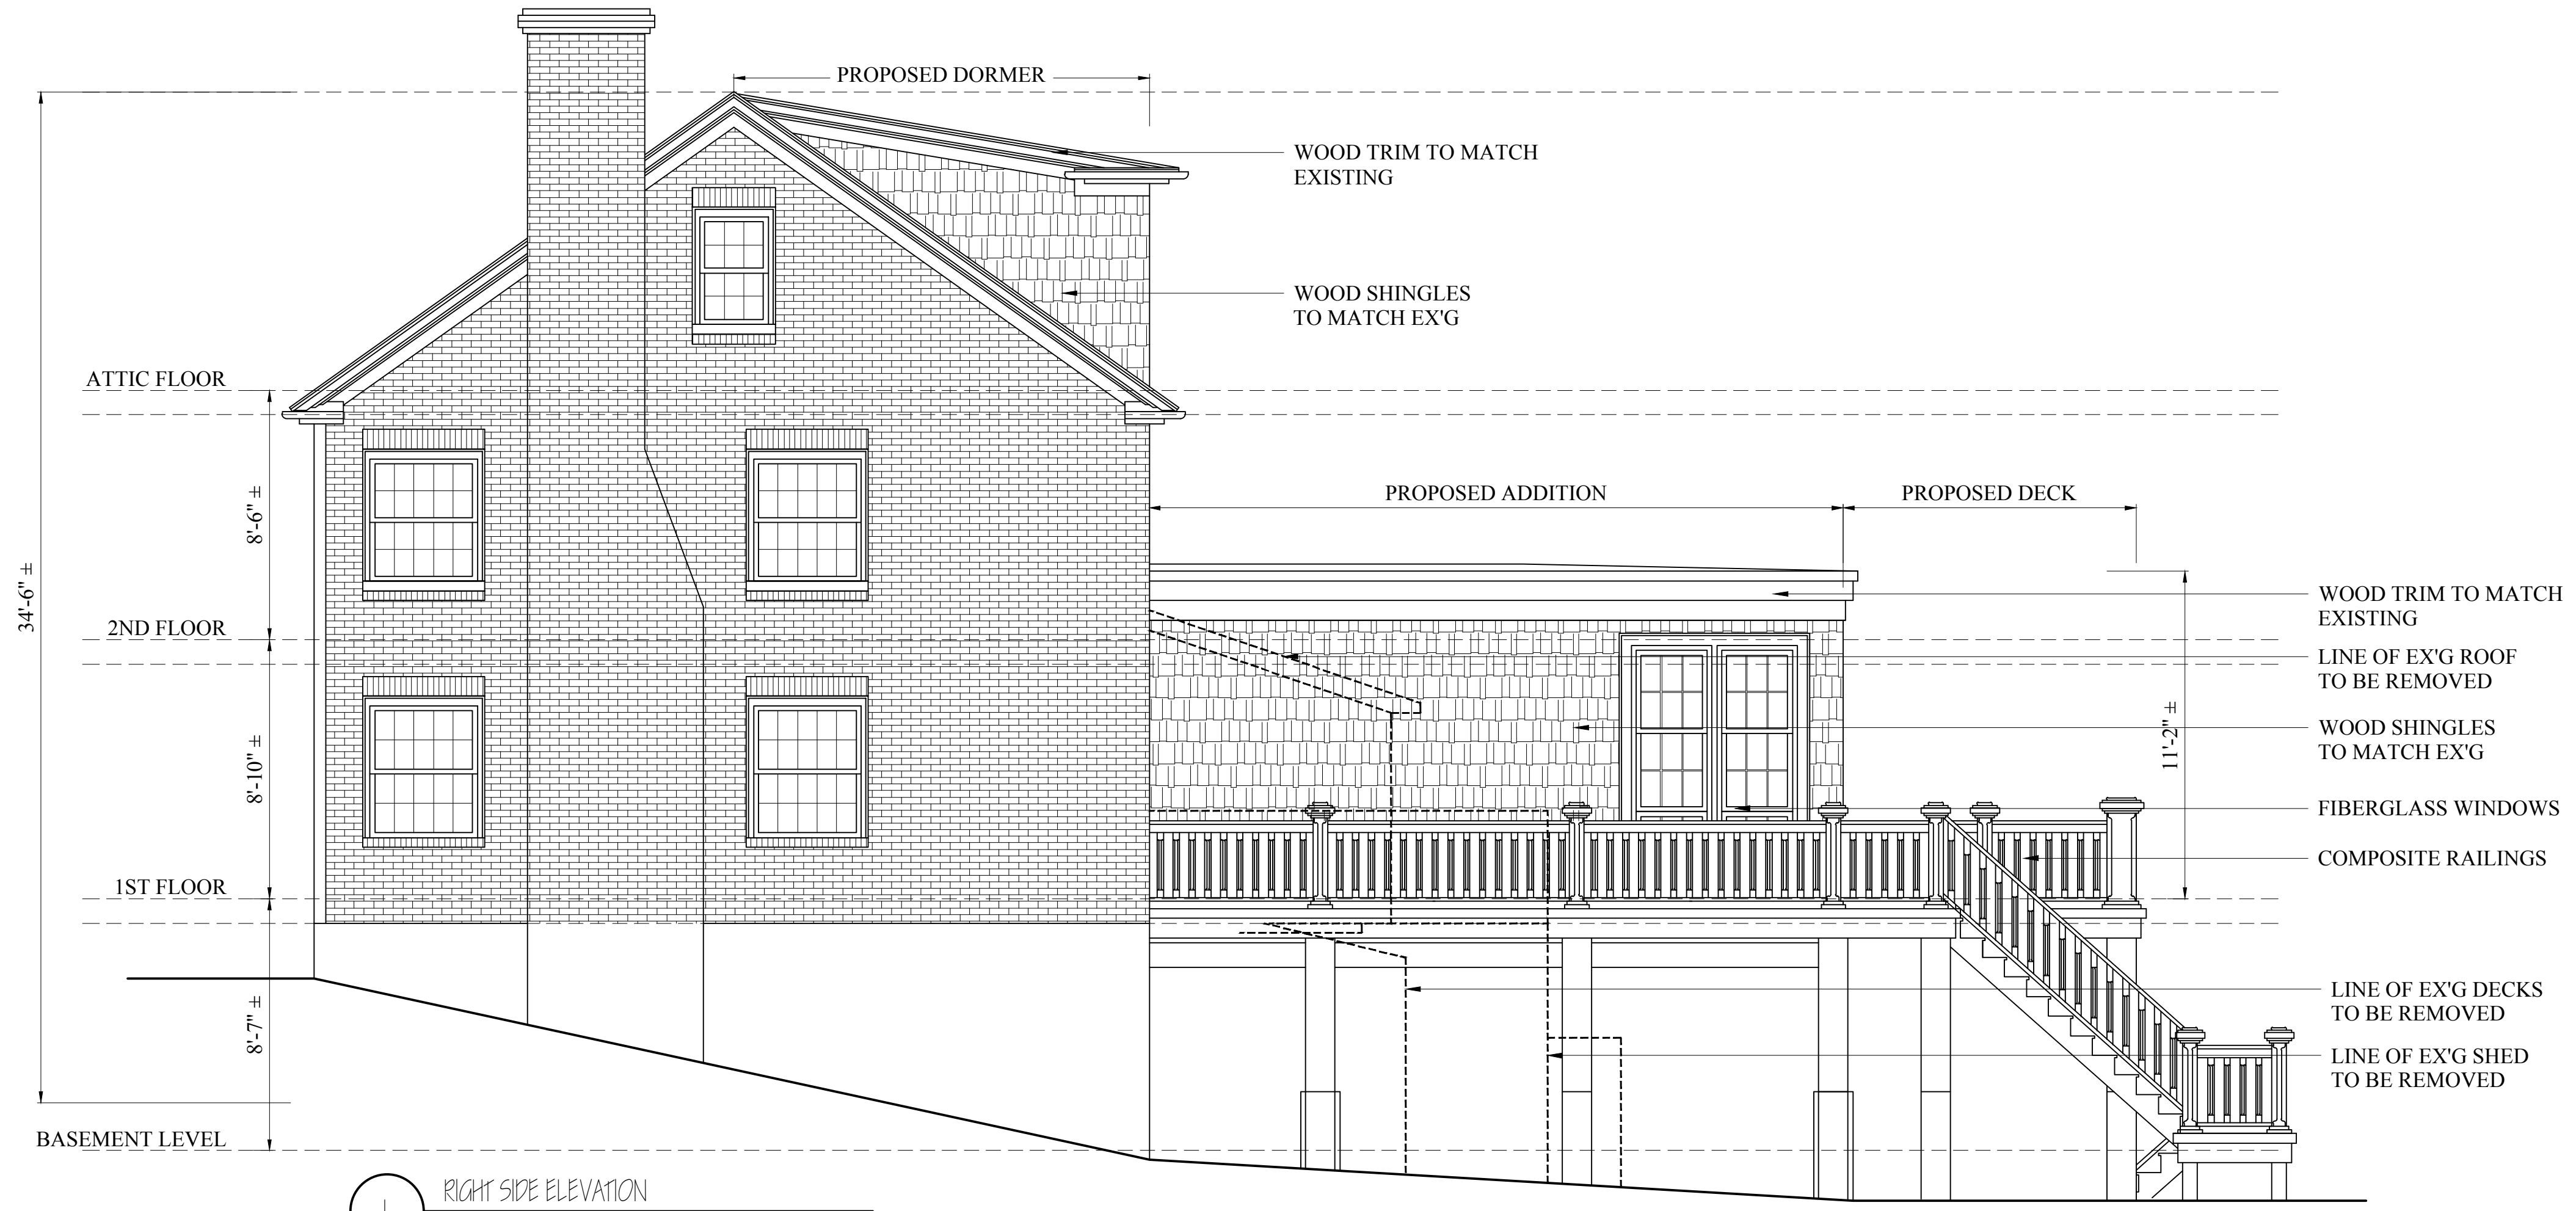 PROPOSED DORMER
WOOD TRIM TO MATCH
EXISTING
WOOD SHINGLES
TO MATCH EX'G
ATTIC FLOOR
8'-6" ±
34'-6" ±
2ND FLOOR
8'-10" ±
1ST FLOOR
8'-7" ±
BASEMENT LEVEL
PROPOSED ADDITION
PROPOSED DECK
WOOD TRIM TO MATCH
EXISTING
LINE OF EX'G ROOF
TO BE REMOVED
WOOD SHINGLES
TO MATCH EX'G
11'-2" ±
FIBERGLASS WINDOWS
COMPOSITE RAILINGS
LINE OF EX'G DECKS
TO BE REMOVED
LINE OF EX'G SHED
TO BE REMOVED
RIGHT SIDE ELEVATION